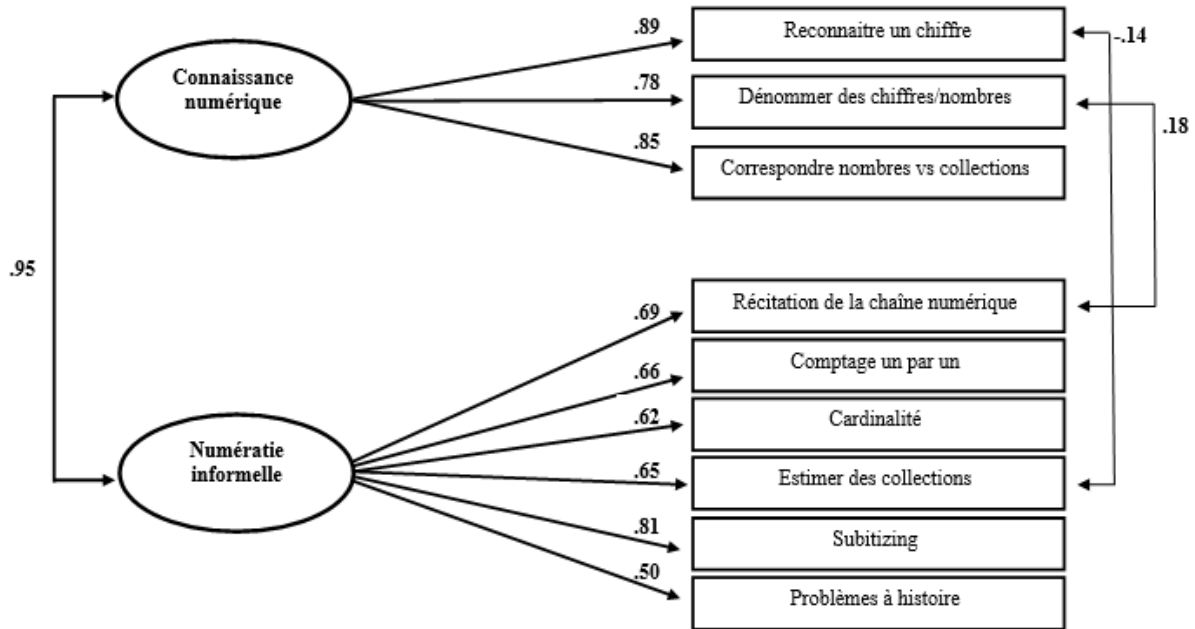 .89
Reconnaitre un chiffre
-.14
Connaissance
numérique
.78
Dénommer des chiffres/nombres
.18
.85
Correspondre nombres vs collections
.95
.69
Récitation de la chaîne numérique
.66
Comptage un par un
.62
Cardinalité
Numératie
informelle
.65
Estimer des collections
.81
Subitizing
.50
Problèmes à histoire